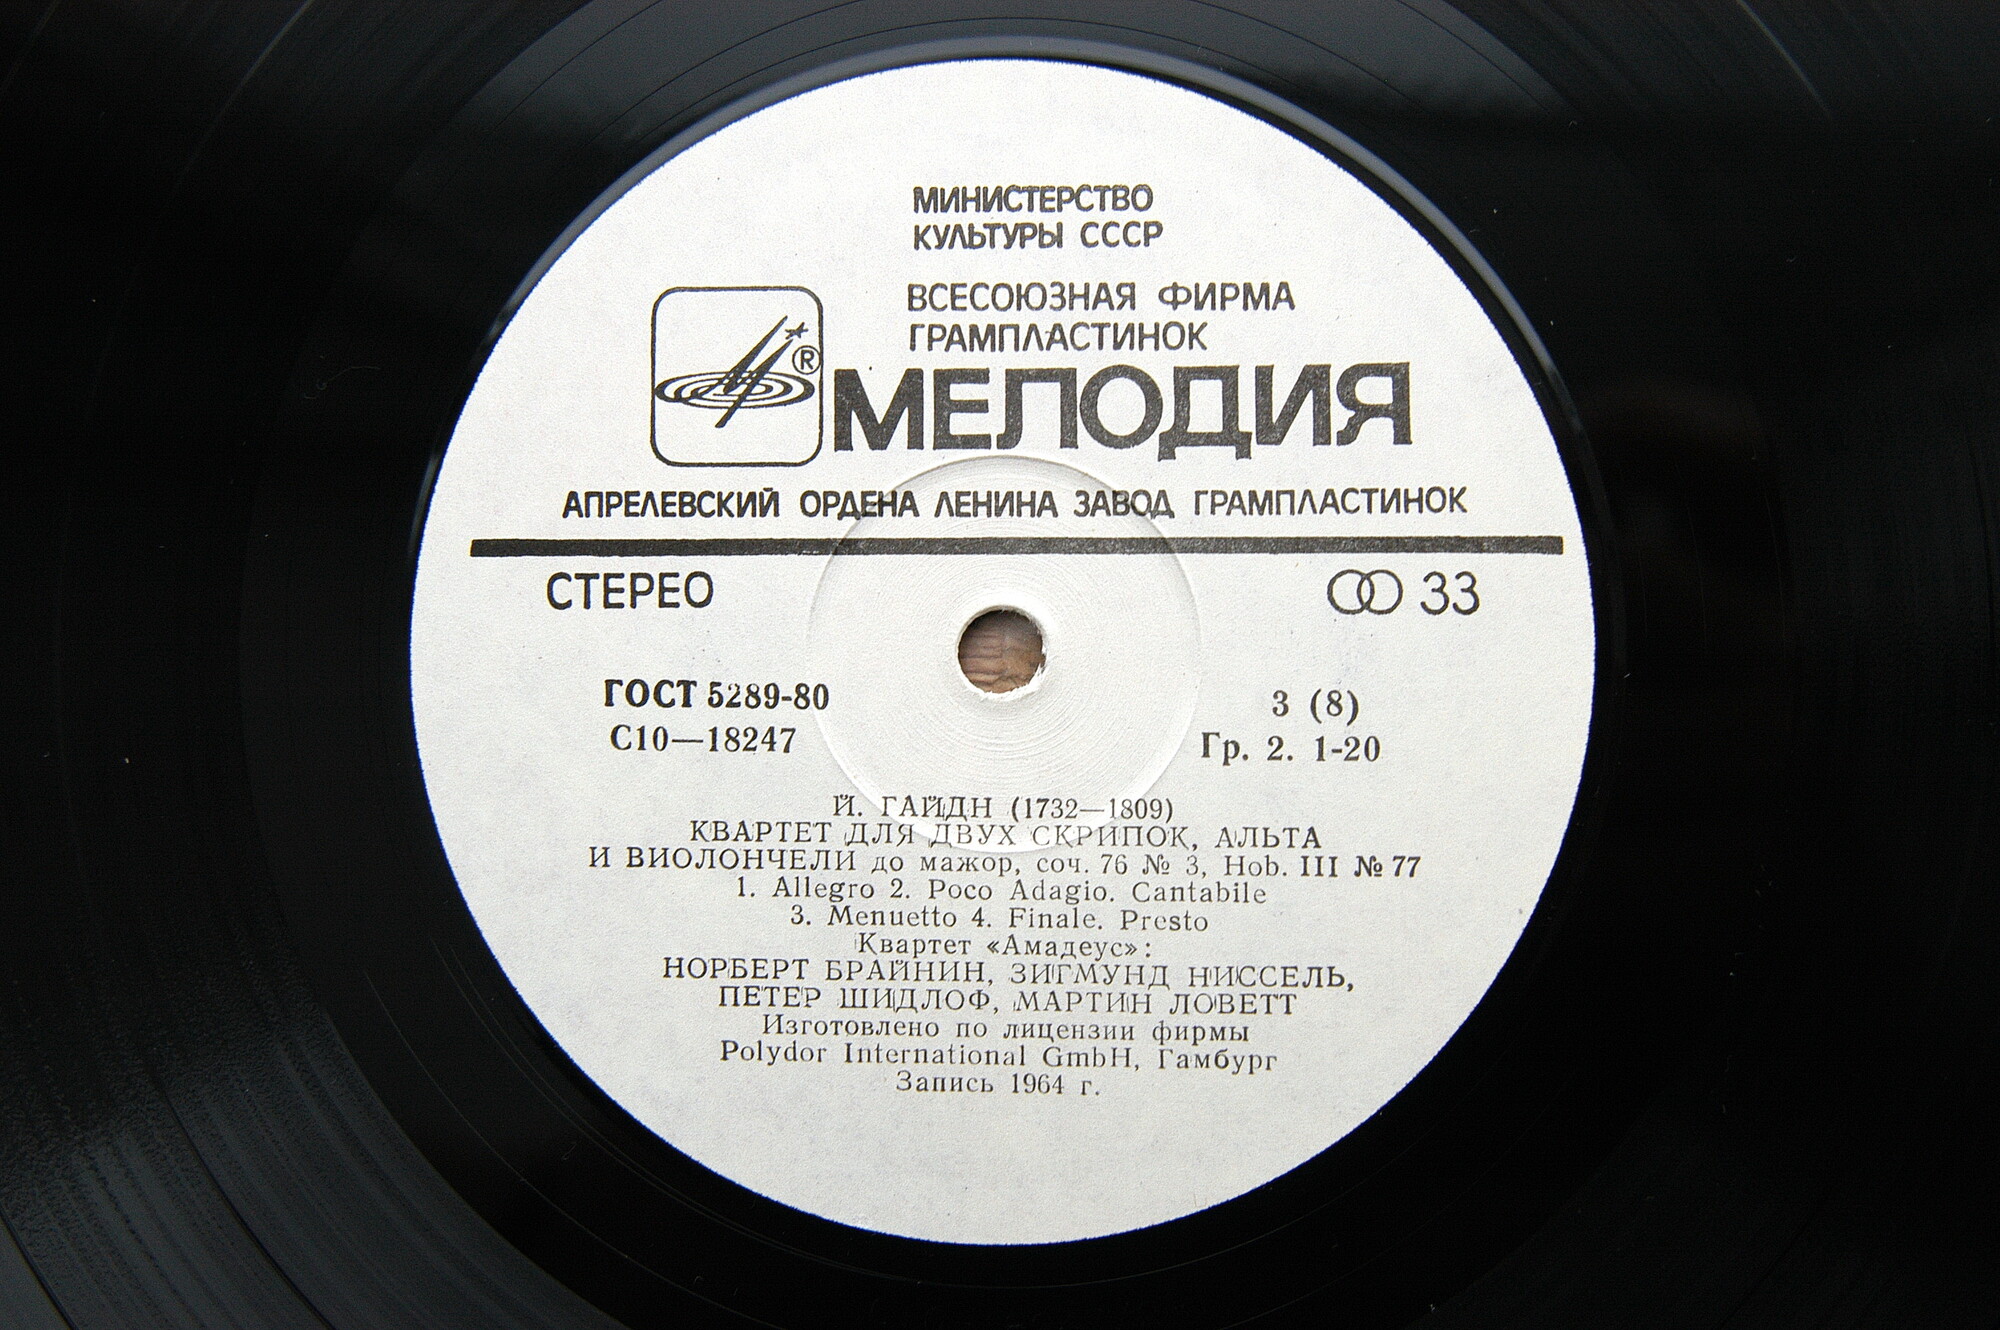 МИНИСТЕРСТВО
КУЛЬТУРЫ СССР
ВСЕСОЮЗНАЯ ФИРМА
ГРАМПЛАСТИНОК
®
МЕЛОДИЯ
АПРЕЛЕВСКИЙ ОРДЕНА ЛЕНИНА ЗАВОД ГРАМПЛАСТИНОК
СТЕРЕО 33
ГОСТ 5289-80 3 (8)
С10—18247 Гр. 2. 1-20
Й. ГАЙДН (1732—1809)
КВАРТЕТ ДЛЯ ДВУХ СКРИПОК, АЛЬТА
И ВИОЛОНЧЕЛИ до мажор, соч. 76 № 3, Hob. III № 77
1. Allegro 2. Poco Adagio. Cantabile
3. Menuetto 4. Finale. Presto
Квартет «Амадеус»:
НОРБЕРТ БРАЙНИН, ЗИГМУНД НИССЕЛЬ,
ПЕТЕР ШИДЛОФ, МАРТИН ЛОВЕТТ
Изготовлено по лицензии фирмы
Polydor International GmbH, Гамбург
Запись 1964 г.